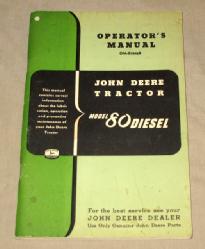 OPERATOR'S
MANUAL
JOHN DEERE
TRACTOR
This manual
contains correct
information
about the lubri-
cation, operation
and preventive
maintenance of
your John Deere
Tractor
MODEL 80 DIESEL
For the best service see your
JOHN DEERE DEALER
Use Only Genuine John Deere Parts